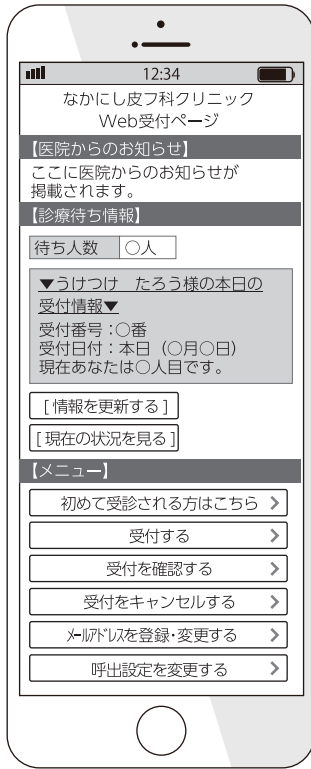 12:34
なかにし皮フ科クリニック
Web受付ページ
【医院からのお知らせ】
ここに医院からのお知らせが
掲載されます。
【診療待ち情報】
待ち人数 ○人
▼うけつけ　たろう様の本日の
受付情報▼
受付番号：○番
受付日付：本日（○月○日）
現在あなたは○人目です。
[情報を更新する]
[現在の状況を見る]
【メニュー】
初めて受診される方はこちら
受付する
受付を確認する
受付をキャンセルする
メールアドレスを登録・変更する
呼出設定を変更する